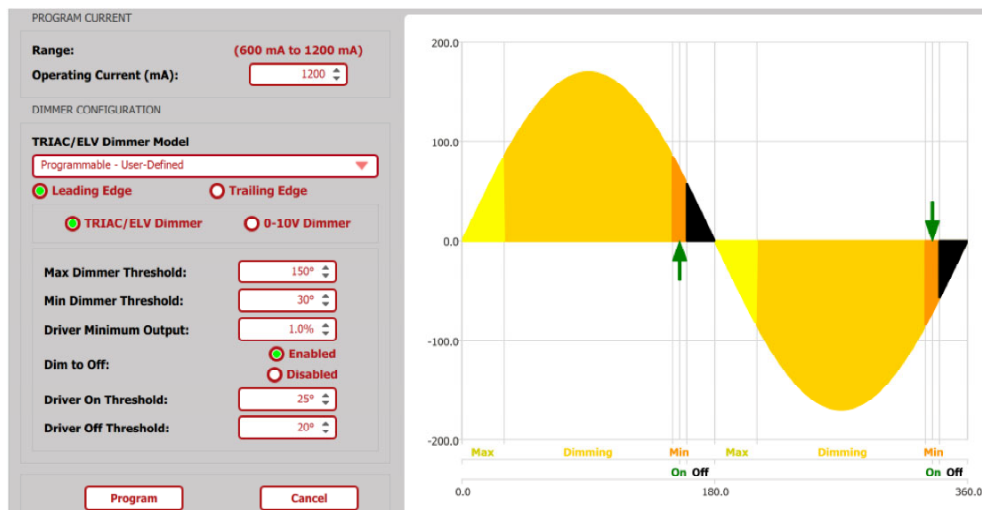 PROGRAM CURRENT
Range: (600 mA to 1200 mA)
Operating Current (mA): 1200
DIMMER CONFIGURATION
TRIAC/ELV Dimmer Model
Programmable - User-Defined
Leading Edge Trailing Edge
TRIAC/ELV Dimmer 0-10V Dimmer
Max Dimmer Threshold: 150°
Min Dimmer Threshold: 30°
Driver Minimum Output: 1.0%
Dim to Off: Enabled
Disabled
Driver On Threshold: 25°
Driver Off Threshold: 20°
Program Cancel
200.0
100.0
0.0
-100.0
-200.0
Max Dimming Min Max Dimming Min
On Off On Off
0.0 180.0 360.0